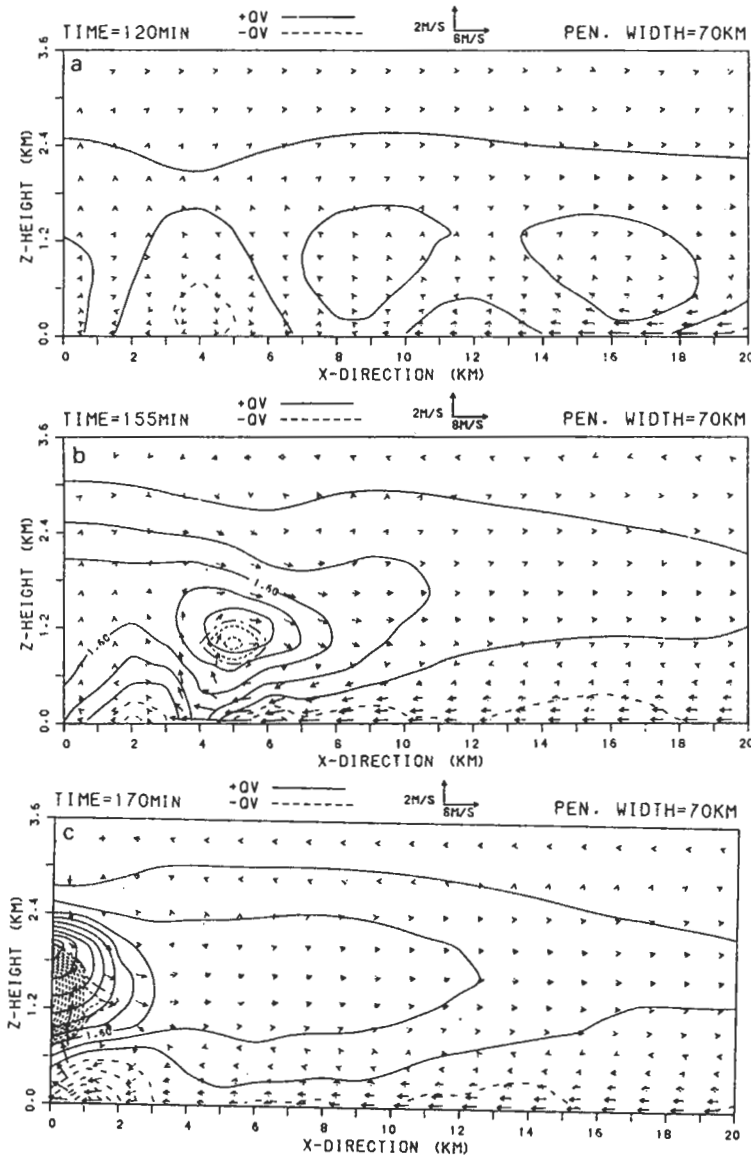 +QV
TIME=120MIN -QV 2M/S 6M/S PEN. WIDTH=70KM
3.6
a
2.4
Z-HEIGHT (KM)
1.2
0.0
0 2 4 6 8 10 12 14 16 18 20
X-DIRECTION (KM)
+QV
TIME=155MIN -QV 2M/S 8M/S PEN. WIDTH=70KM
3.6
b
2.4
Z-HEIGHT (KM)
1.60
1.2
1.60
0.0
0 2 4 6 8 10 12 14 16 18 20
X-DIRECTION (KM)
+QV
TIME=170MIN -QV 2M/S 8M/S PEN. WIDTH=70KM
3.6
c
2.4
Z-HEIGHT (KM)
1.2
1.60
0.0
0 2 4 6 8 10 12 14 16 18 20
X-DIRECTION (KM)